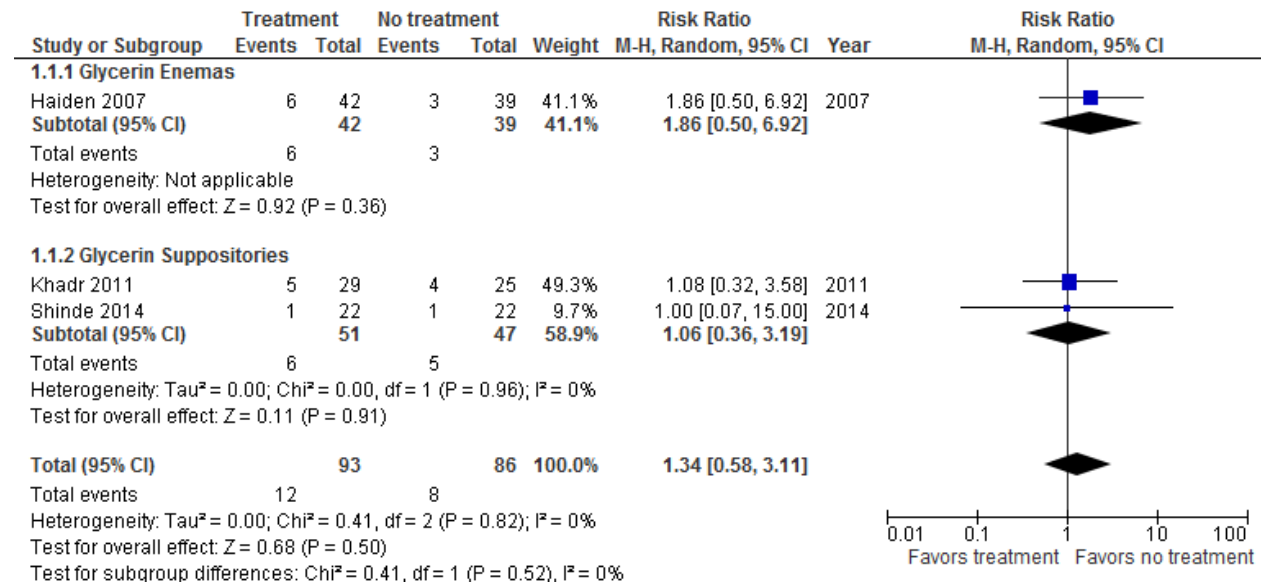 Treatment No treatment Risk Ratio Risk Ratio
Study or Subgroup Events Total Events Total Weight M-H, Random, 95% CI Year M-H, Random, 95% CI
1.1.1 Glycerin Enemas
Haiden 2007 6 42 3 39 41.1% 1.86 [0.50, 6.92] 2007
Subtotal (95% CI) 42 39 41.1% 1.86 [0.50, 6.92]
Total events 6 3
Heterogeneity: Not applicable
Test for overall effect: Z = 0.92 (P = 0.36)
1.1.2 Glycerin Suppositories
Khadr 2011 5 29 4 25 49.3% 1.08 [0.32, 3.58] 2011
Shinde 2014 1 22 1 22 9.7% 1.00 [0.07, 15.00] 2014
Subtotal (95% CI) 51 47 58.9% 1.06 [0.36, 3.19]
Total events 6 5
Heterogeneity: Tau² = 0.00; Chi² = 0.00, df = 1 (P = 0.96); I² = 0%
Test for overall effect: Z = 0.11 (P = 0.91)
Total (95% CI) 93 86 100.0% 1.34 [0.58, 3.11]
Total events 12 8
Heterogeneity: Tau² = 0.00; Chi² = 0.41, df = 2 (P = 0.82); I² = 0%
Test for overall effect: Z = 0.68 (P = 0.50)
Test for subgroup differences: Chi² = 0.41, df = 1 (P = 0.52), I² = 0%
0.01 0.1 1 10 100
Favors treatment Favors no treatment